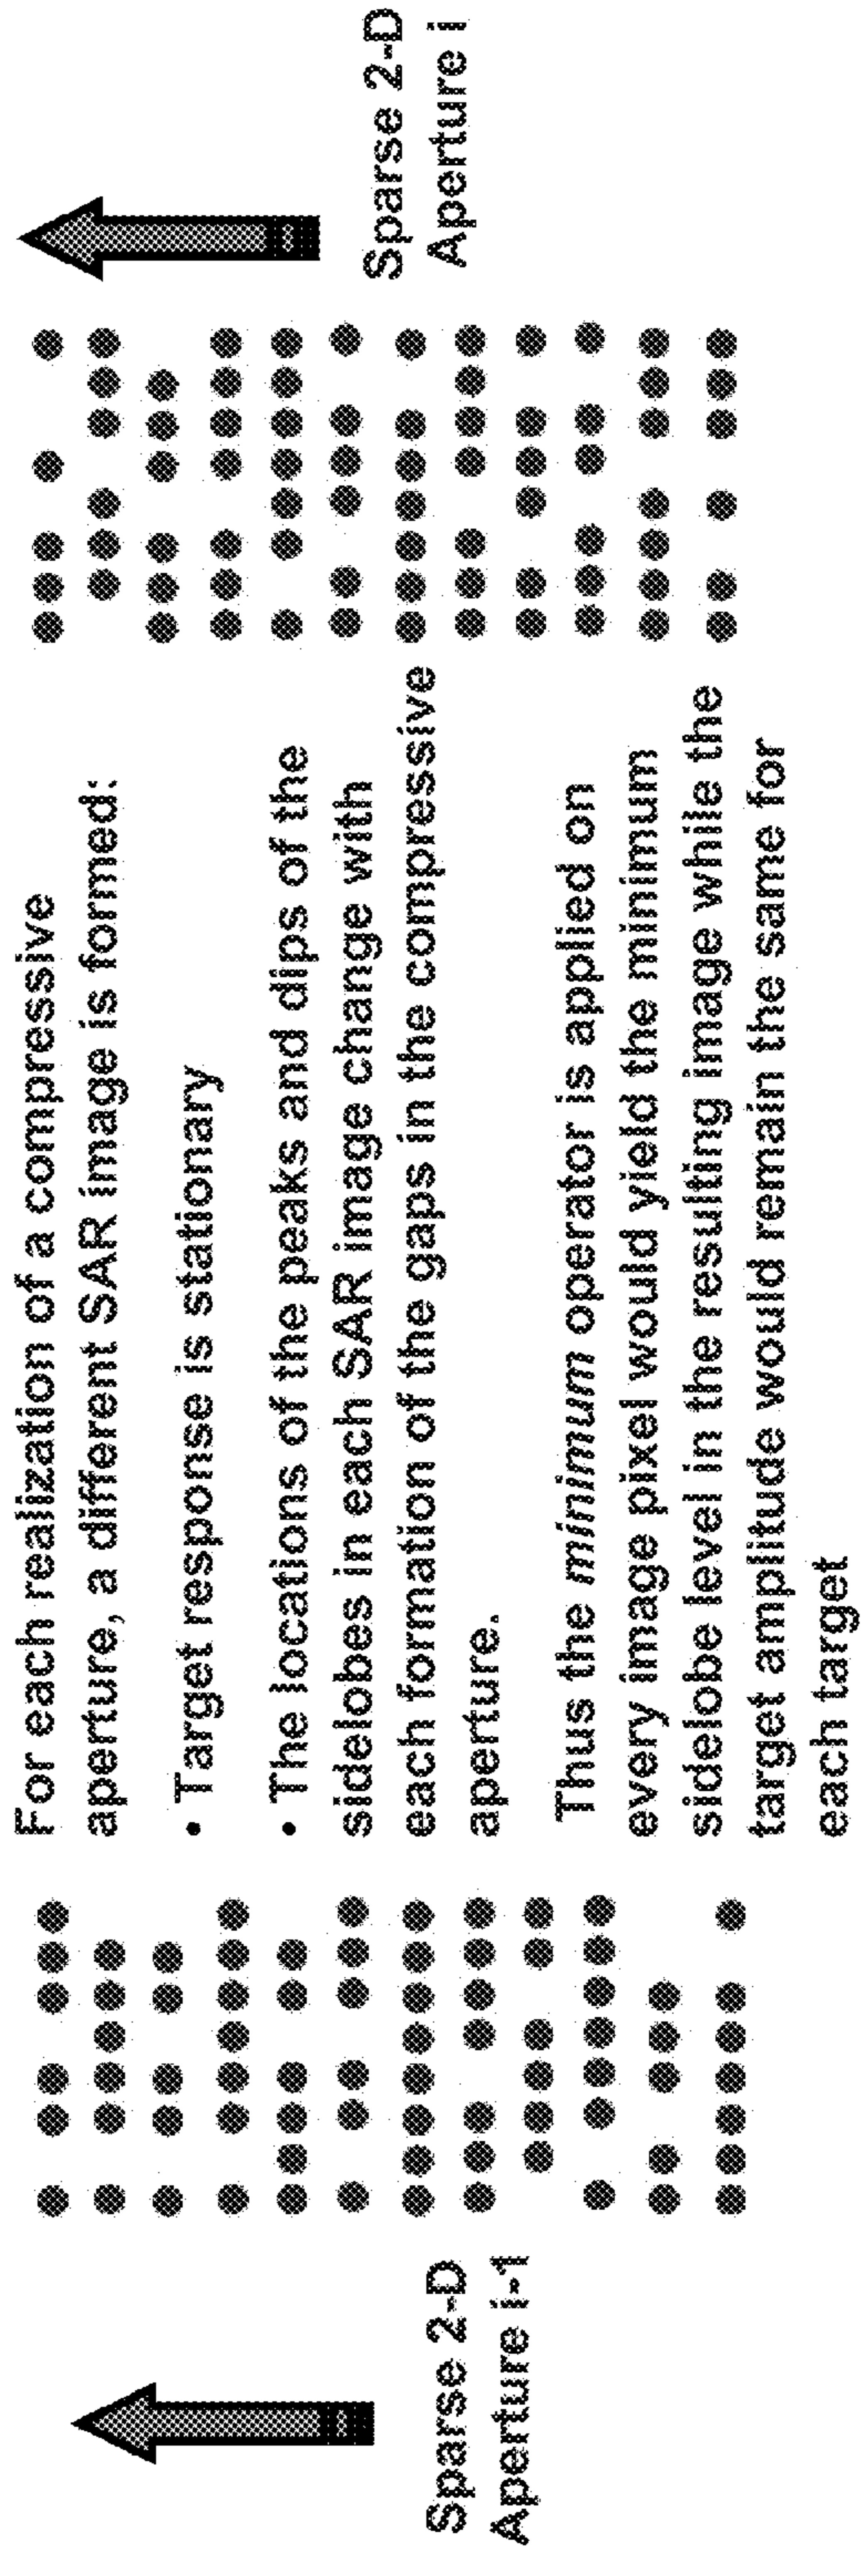 Sparse 2-D
Aperture i-1
For each realization of a compressive
aperture, a different SAR image is formed:
• Target response is stationary
• The locations of the peaks and dips of the
sidelobes in each SAR image change with
each formation of the gaps in the compressive
aperture.
Thus the minimum operator is applied on
every image pixel would yield the minimum
sidelobe level in the resulting image while the
target amplitude would remain the same for
each target
Sparse 2-D
Aperture i